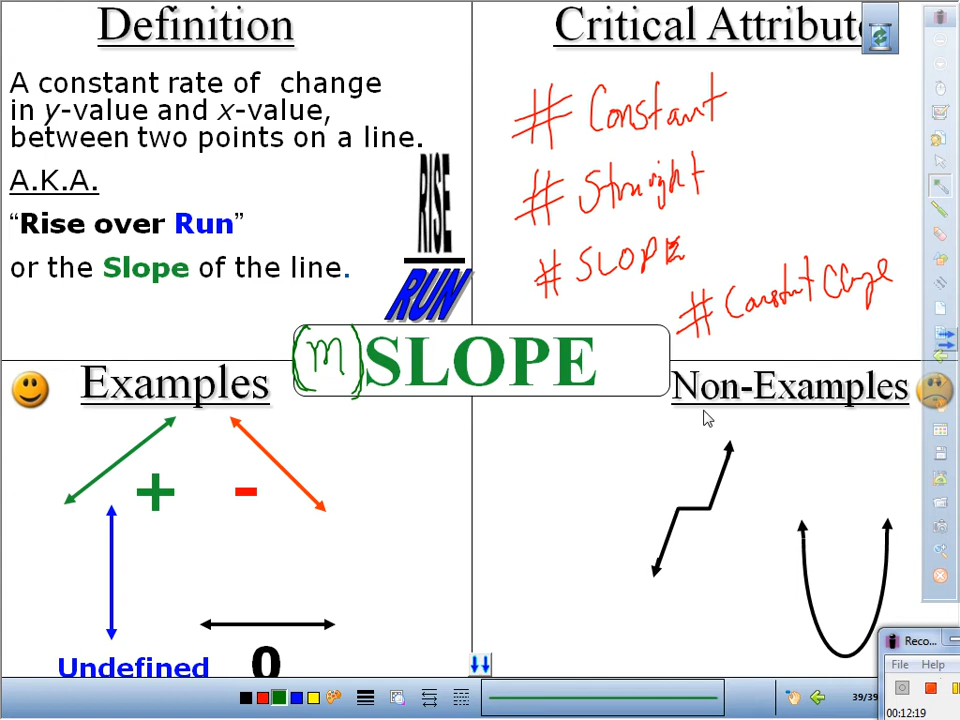 Definition
A constant rate of change
in y-value and x-value,
between two points on a line.
A.K.A.
“Rise over Run”
or the Slope of the line.
RISE
RUN
Critical Attribut
# Constant
# Straight
# SLOPE
# Constant Change
(m) SLOPE
Examples
+ -
Undefined 0
Non-Examples
Reco...
File Help
00:12:19
39/39